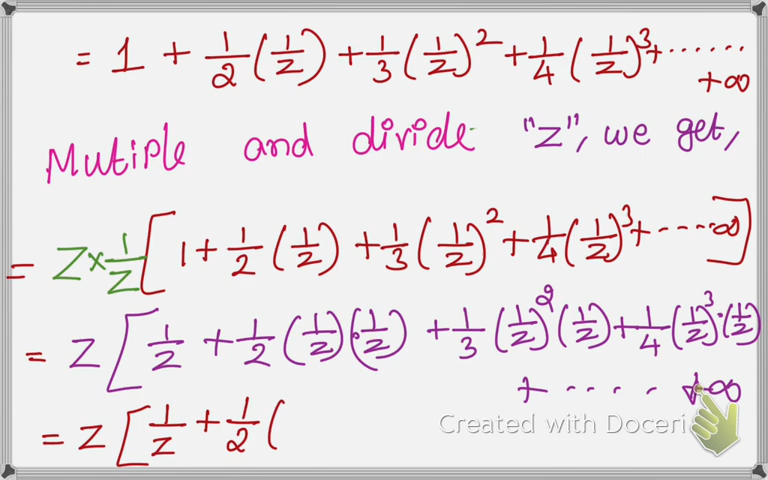 = 1 + 1/2 (1/z) + 1/3 (1/z)² + 1/4 (1/z)³ + ......
+∞
Mutiple and divide "z", we get,
= z × 1/z [ 1 + 1/2 (1/z) + 1/3 (1/z)² + 1/4 (1/z)³ + ....∞ ]
= z [ 1/z + 1/2 (1/z)(1/z) + 1/3 (1/z)² (1/z) + 1/4 (1/z)³ · (1/z)
+ .... +∞
= z [ 1/z + 1/2 (
Created with Doceri